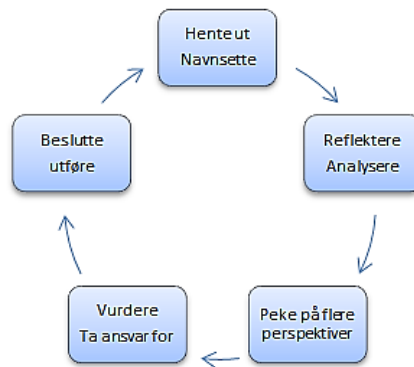 Hente ut
Navnsette
Reflektere
Analysere
Peke på flere
perspektiver
Vurdere
Ta ansvar for
Beslutte
utføre